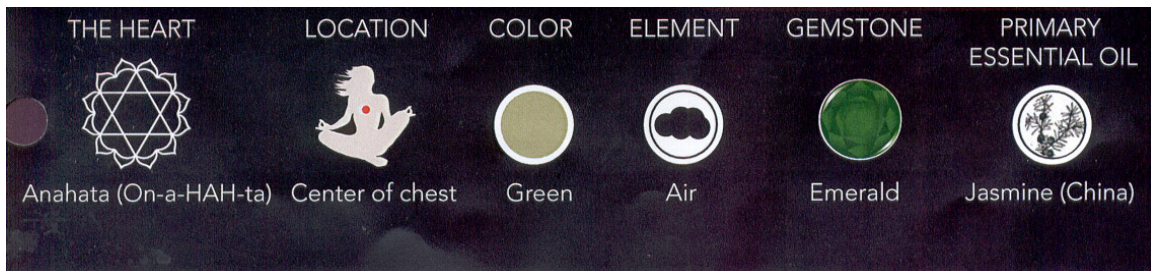 THE HEART
LOCATION
COLOR
ELEMENT
GEMSTONE
PRIMARY
ESSENTIAL OIL
Anahata (On-a-HAH-ta)
Center of chest
Green
Air
Emerald
Jasmine (China)